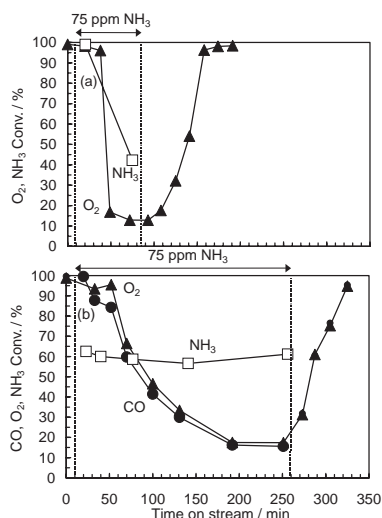 75 ppm NH3
100
90
80
70
60
50
40
30
20
10
0
O2, NH3 Conv. / %
(a)
NH3
O2
75 ppm NH3
100
90
80
70
60
50
40
30
20
10
0
CO, O2, NH3 Conv. / %
(b)
O2
NH3
CO
0 50 100 150 200 250 300 350
Time on stream / min